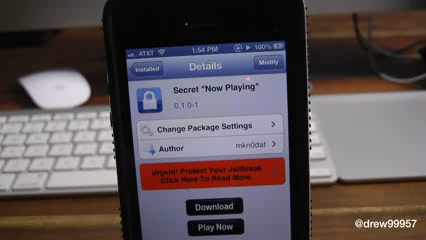 AT&T 1:54 PM 100%
Installed Details Modify
Secret "Now Playing"
0.1.0-1
Change Package Settings
Author mkn0dat
Urgent! Protect Your Jailbreak
Click Here To Read More
Download
Play Now
@drew99957